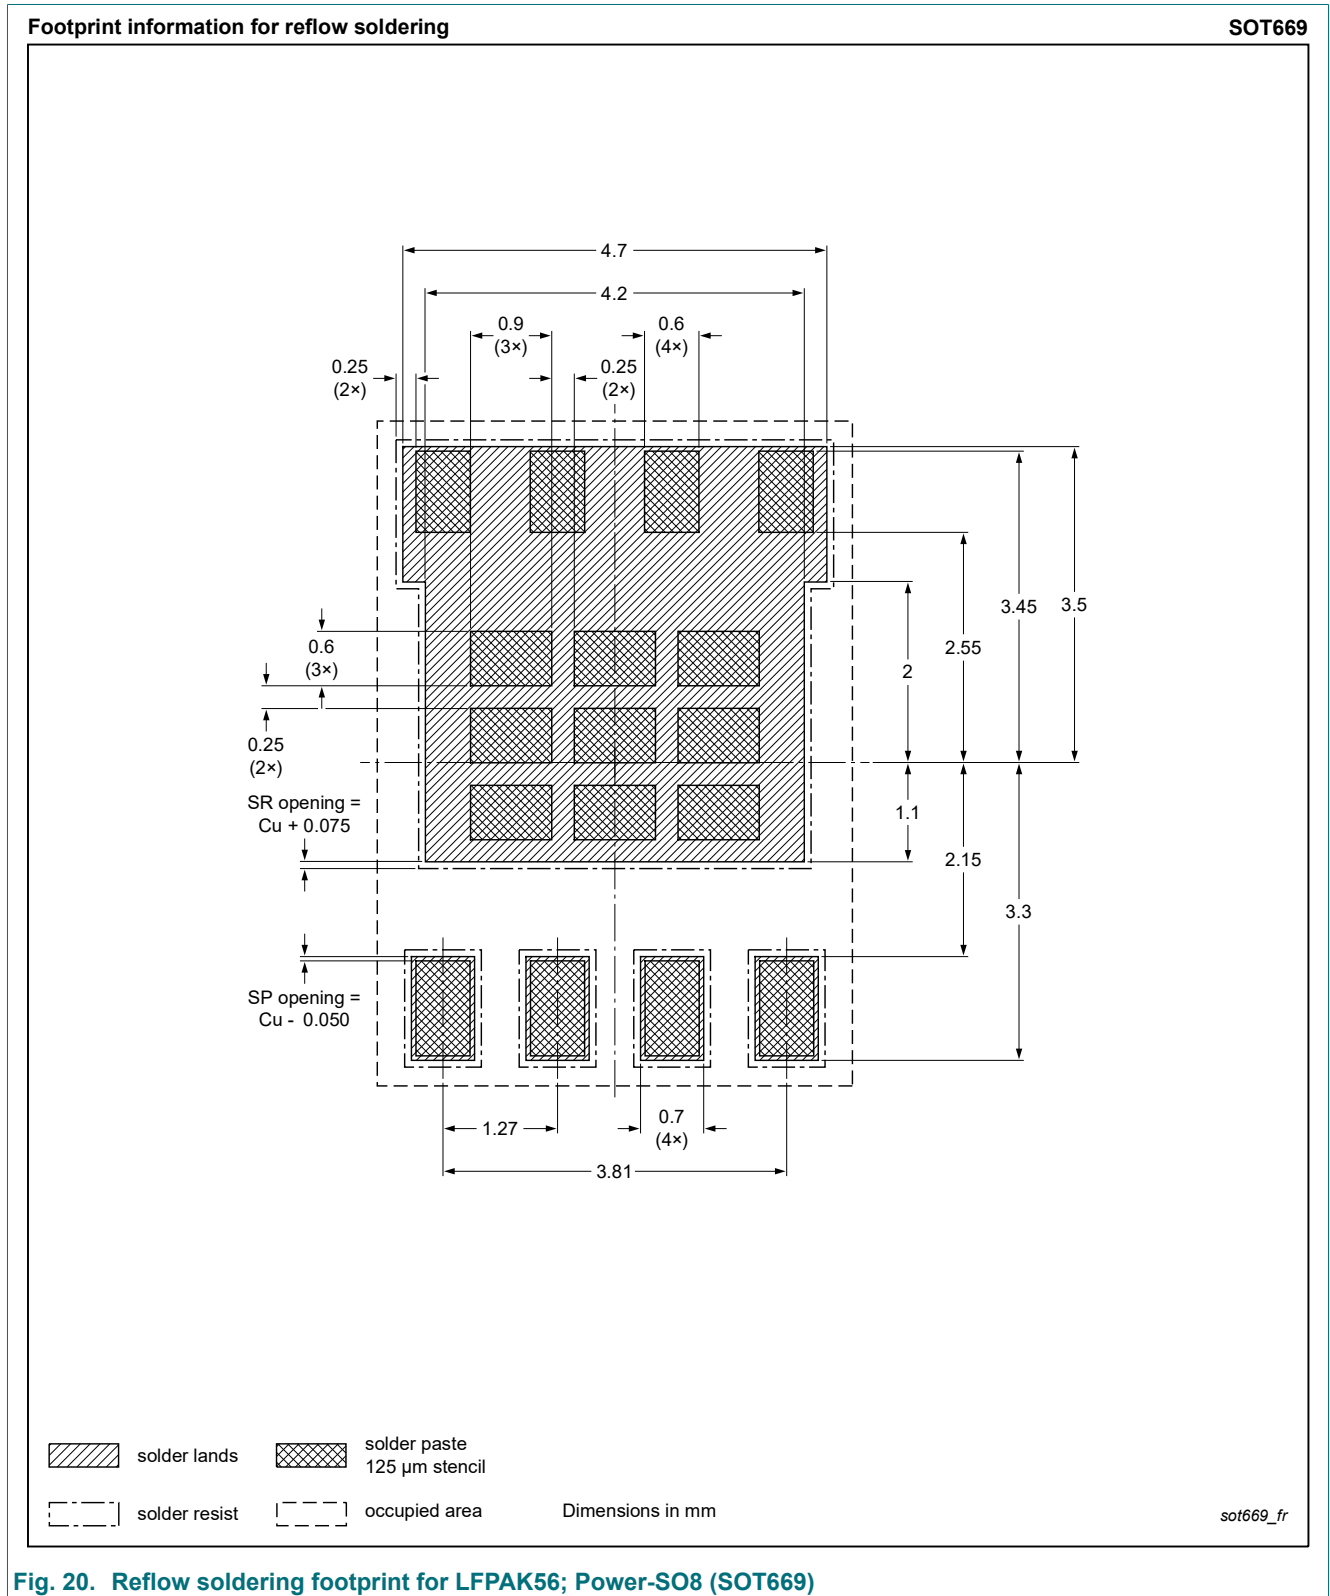 Footprint information for reflow soldering SOT669
4.7
4.2
0.9
(3×)
0.6
(4×)
0.25
(2×)
0.25
(2×)
3.45
3.5
2.55
2
0.6
(3×)
0.25
(2×)
SR opening =
Cu + 0.075
1.1
2.15
3.3
SP opening =
Cu - 0.050
1.27
0.7
(4×)
3.81
solder lands
solder paste
125 µm stencil
solder resist
occupied area
Dimensions in mm
sot669_fr
Fig. 20. Reflow soldering footprint for LFPAK56; Power-SO8 (SOT669)